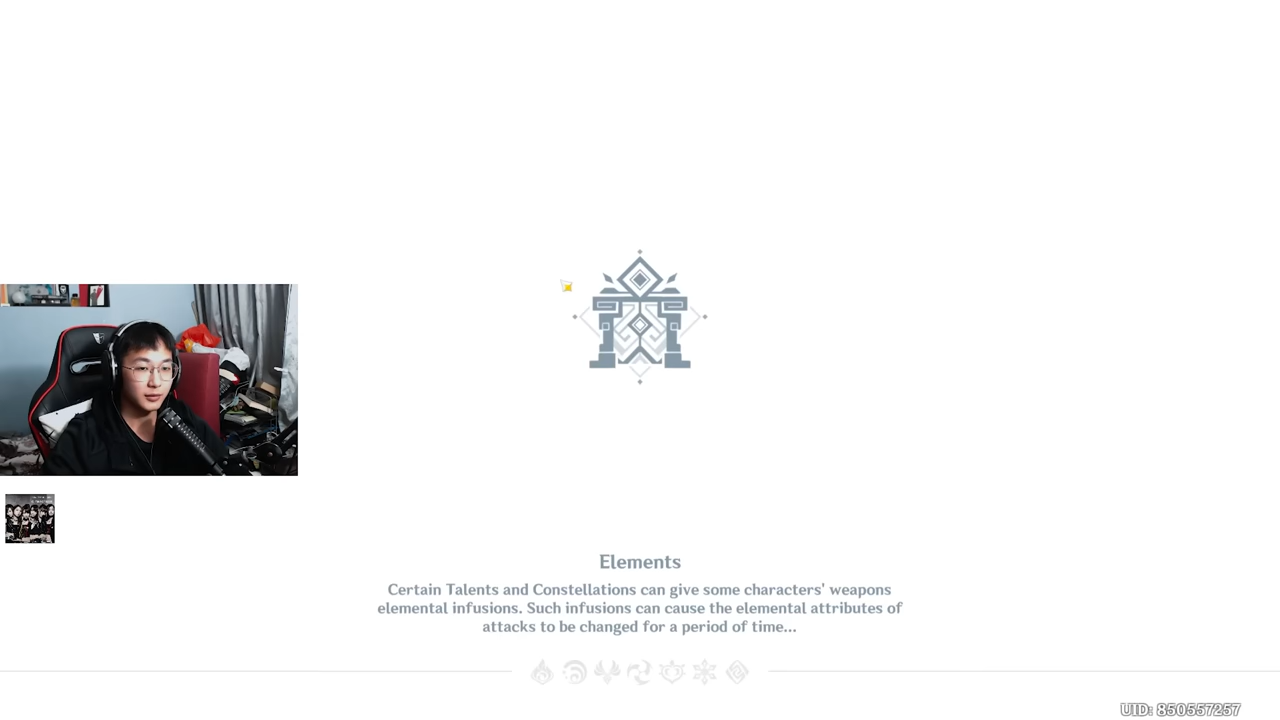 Elements
Certain Talents and Constellations can give some characters' weapons
elemental infusions. Such infusions can cause the elemental attributes of
attacks to be changed for a period of time...
UID: 850557257